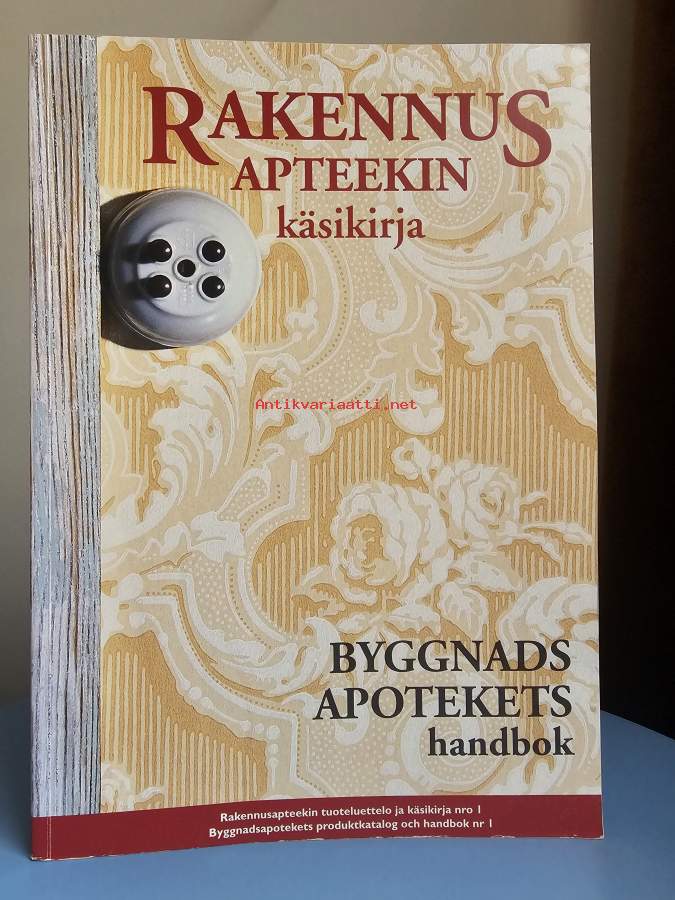 RAKENNUS
APTEEKIN
käsikirja
Antikvariaatti.net
BYGGNADS
APOTEKETS
handbok
Rakennusapteekin tuoteluettelo ja käsikirja nro 1
Byggnadsapotekets produktkatalog och handbok nr 1